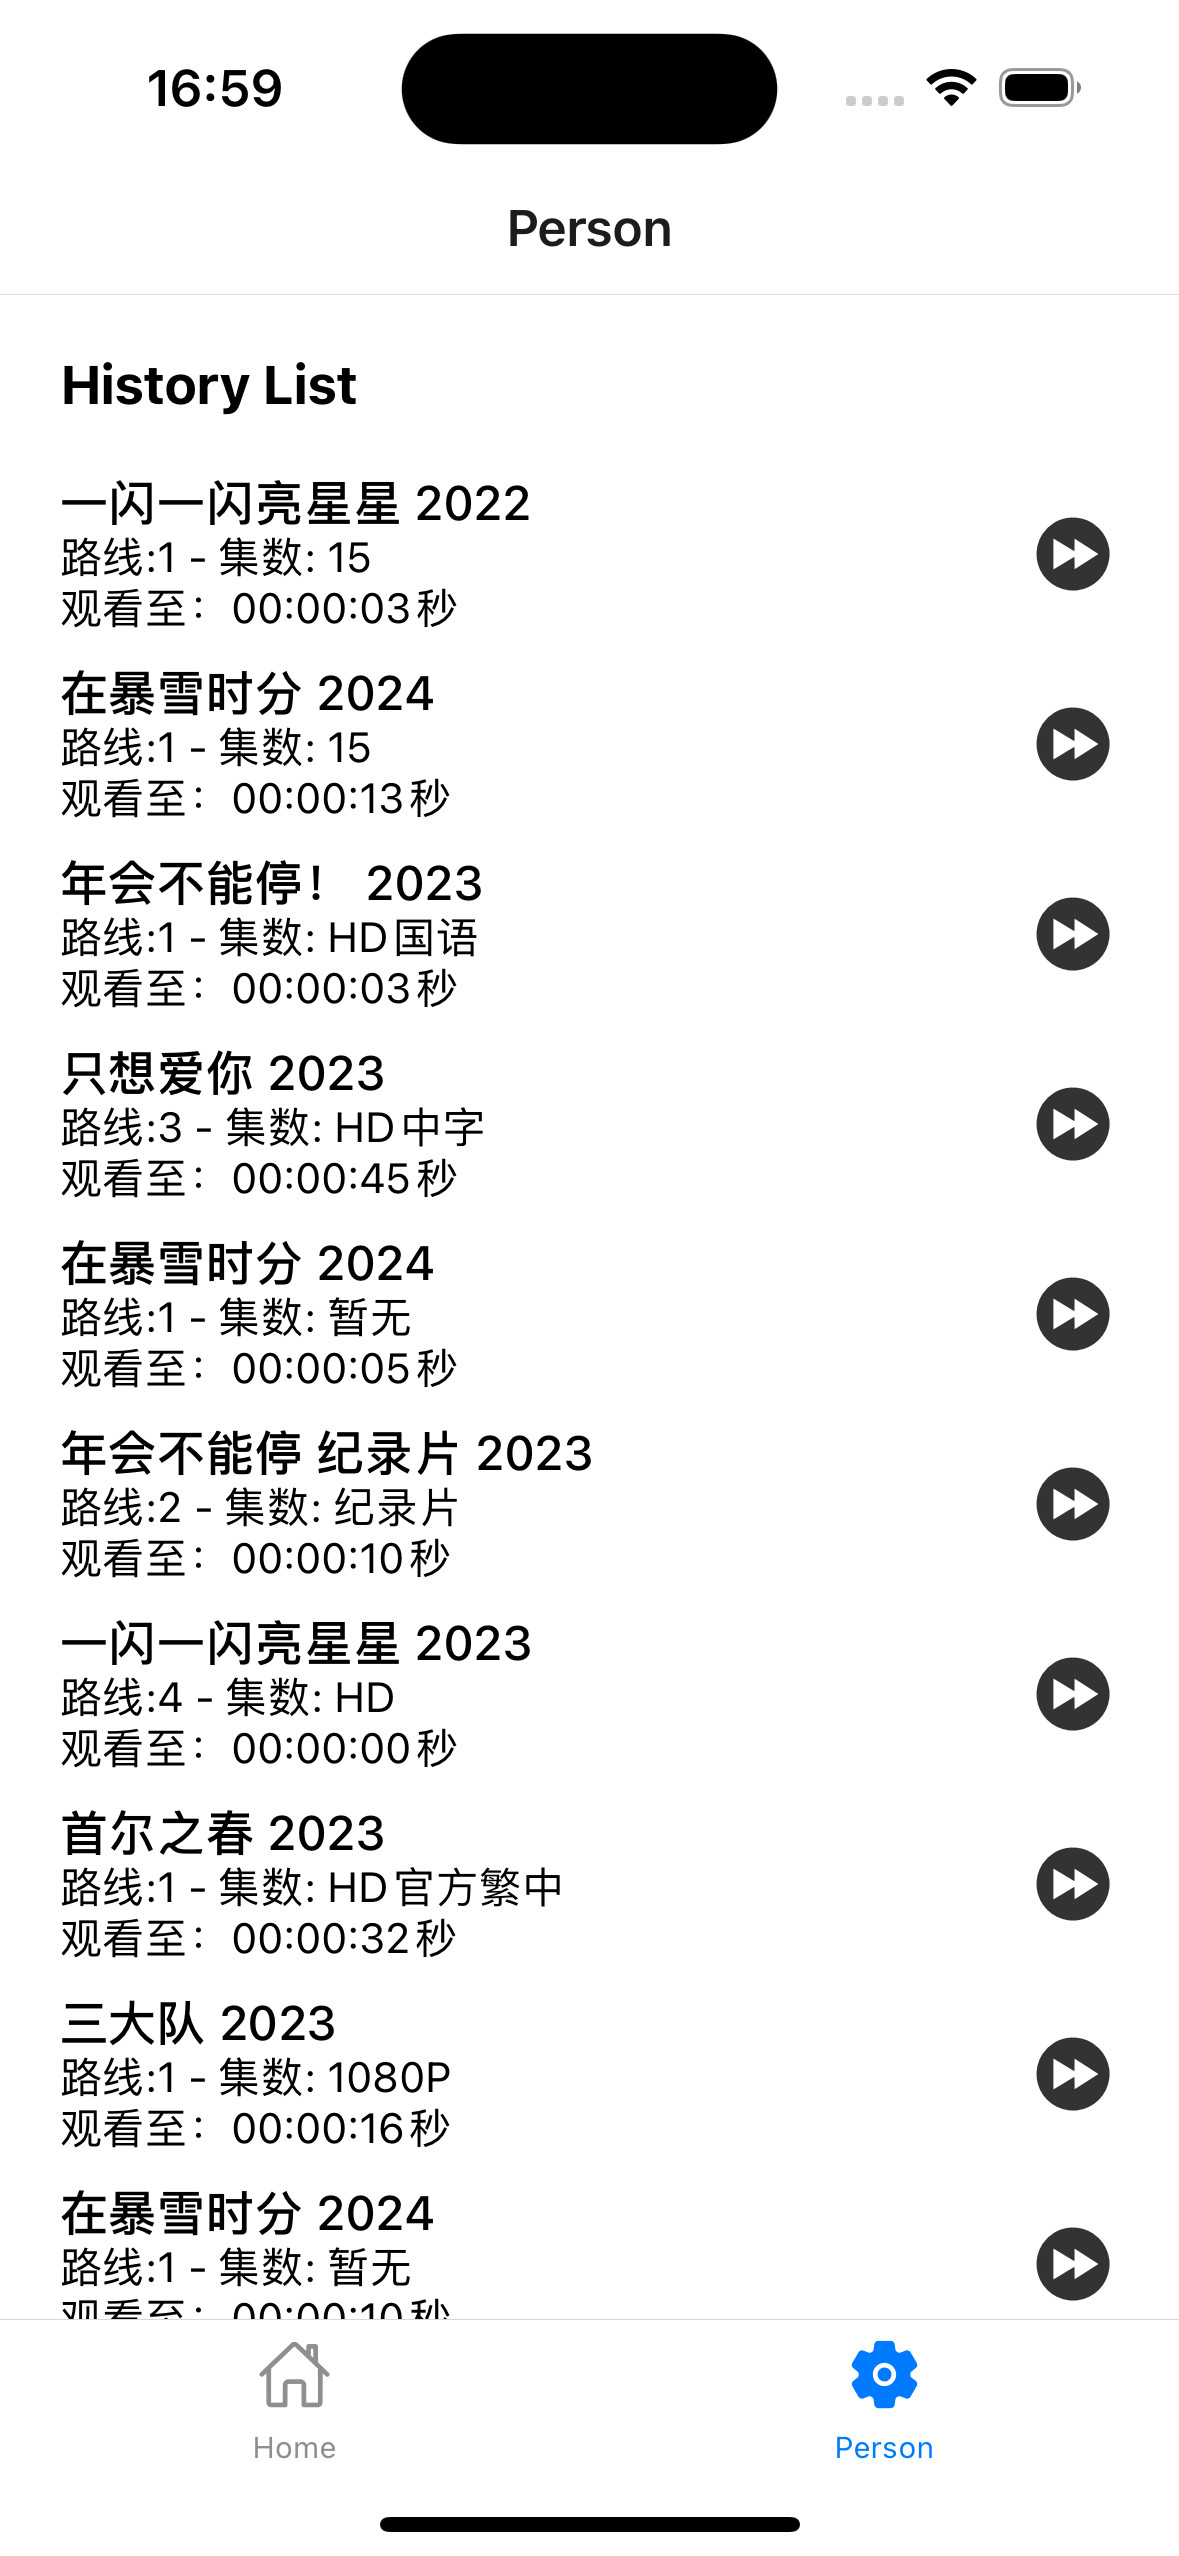 16:59
Person
History List
一闪一闪亮星星 2022
路线:1 - 集数: 15
观看至： 00:00:03秒
在暴雪时分 2024
路线:1 - 集数: 15
观看至： 00:00:13秒
年会不能停！ 2023
路线:1 - 集数: HD国语
观看至： 00:00:03秒
只想爱你 2023
路线:3 - 集数: HD中字
观看至： 00:00:45秒
在暴雪时分 2024
路线:1 - 集数: 暂无
观看至： 00:00:05秒
年会不能停 纪录片 2023
路线:2 - 集数: 纪录片
观看至： 00:00:10秒
一闪一闪亮星星 2023
路线:4 - 集数: HD
观看至： 00:00:00秒
首尔之春 2023
路线:1 - 集数: HD官方繁中
观看至： 00:00:32秒
三大队 2023
路线:1 - 集数: 1080P
观看至： 00:00:16秒
在暴雪时分 2024
路线:1 - 集数: 暂无
观看至： 00:00:10秒
Home
Person